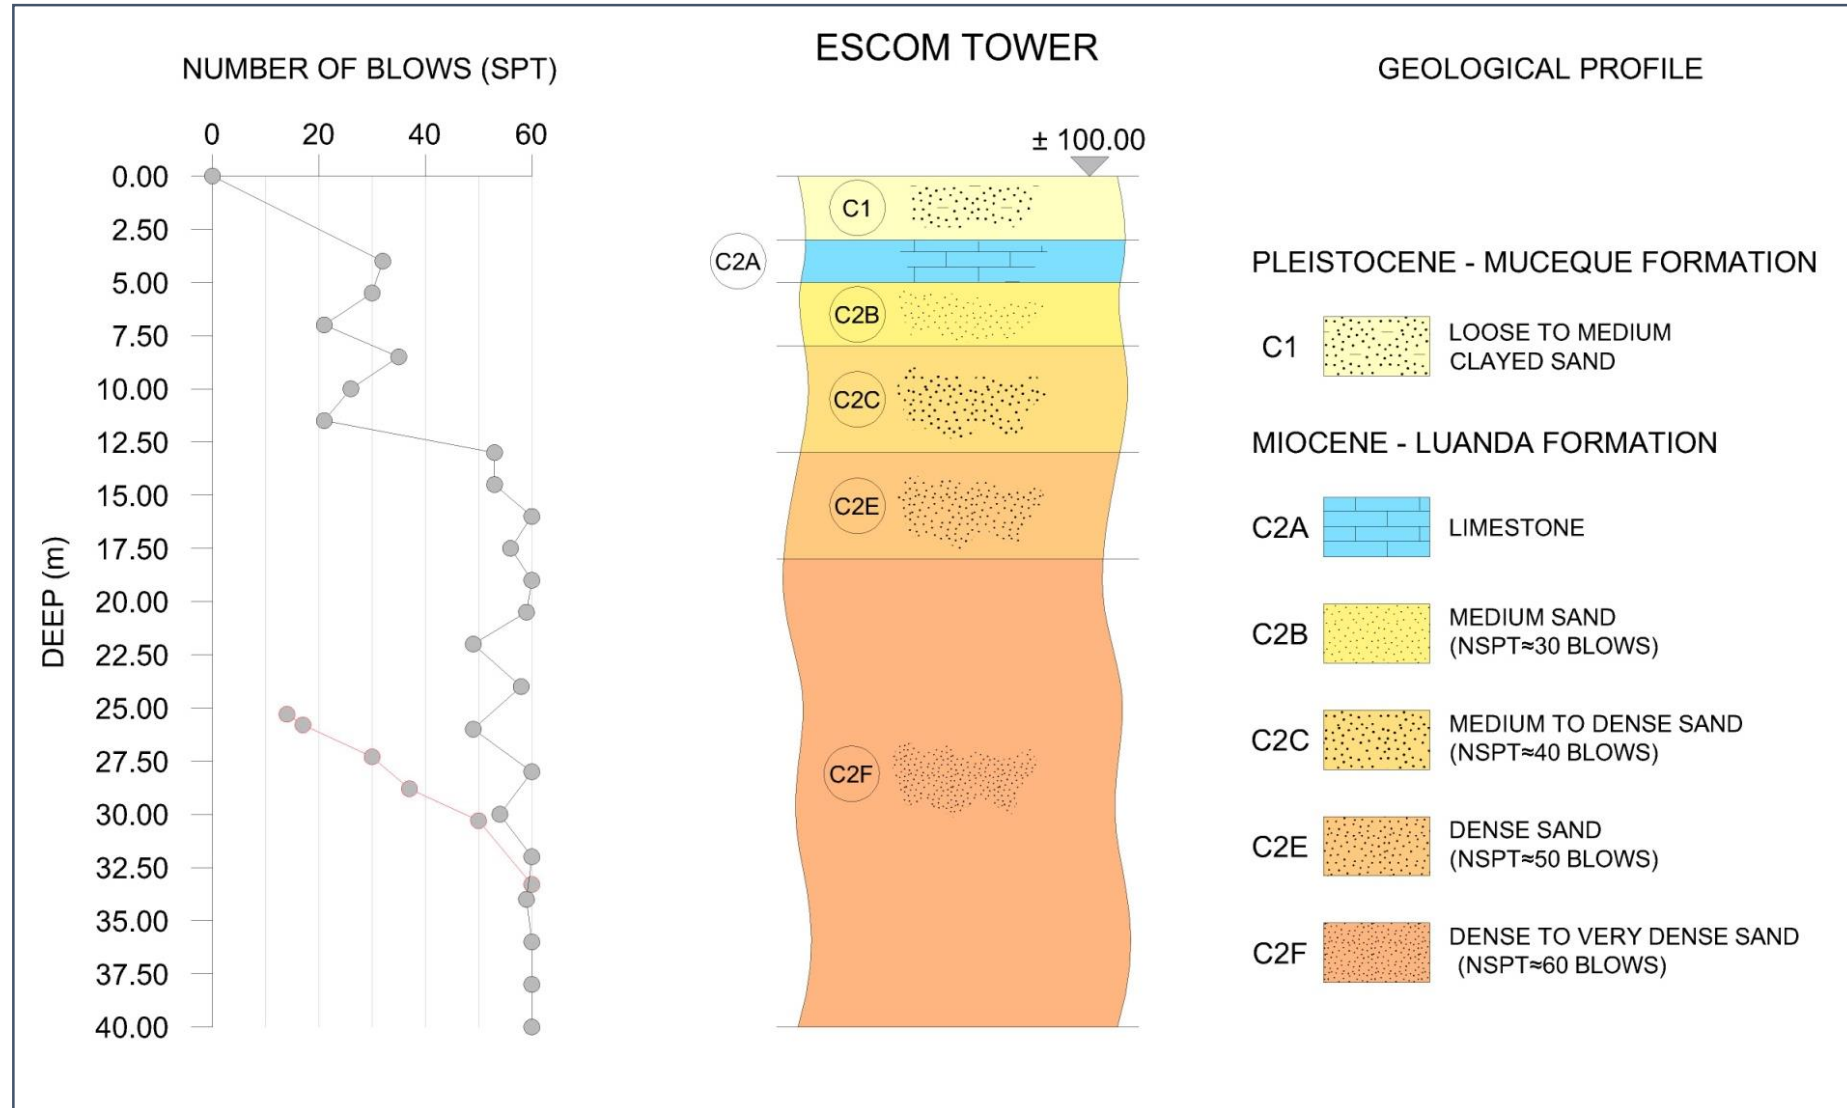 ESCOM TOWER
NUMBER OF BLOWS (SPT)
0 20 40 60
DEEP (m)
0.00
2.50
5.00
7.50
10.00
12.50
15.00
17.50
20.00
22.50
25.00
27.50
30.00
32.50
35.00
37.50
40.00
± 100.00
C1
C2A
C2B
C2C
C2E
C2F
GEOLOGICAL PROFILE
PLEISTOCENE - MUCEQUE FORMATION
C1 LOOSE TO MEDIUM
CLAYED SAND
MIOCENE - LUANDA FORMATION
C2A LIMESTONE
C2B MEDIUM SAND
(NSPT≈30 BLOWS)
C2C MEDIUM TO DENSE SAND
(NSPT≈40 BLOWS)
C2E DENSE SAND
(NSPT≈50 BLOWS)
C2F DENSE TO VERY DENSE SAND
(NSPT≈60 BLOWS)